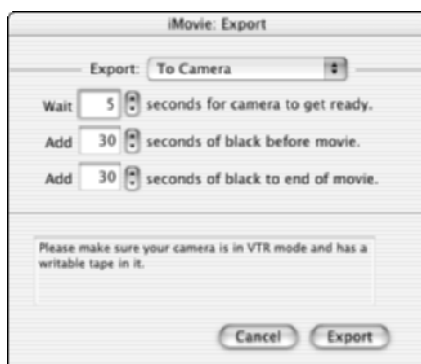 iMovie: Export
Export: To Camera
Wait 5 seconds for camera to get ready.
Add 30 seconds of black before movie.
Add 30 seconds of black to end of movie.
Please make sure your camera is in VTR mode and has a
writable tape in it.
Cancel Export